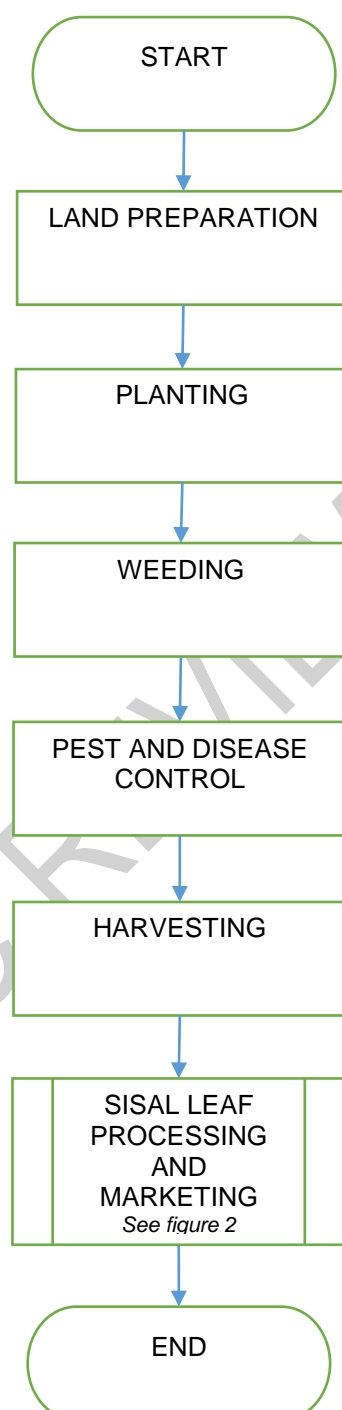 START
LAND PREPARATION
PLANTING
WEEDING
PEST AND DISEASE
CONTROL
HARVESTING
SISAL LEAF
PROCESSING
AND
MARKETING
See figure 2
END